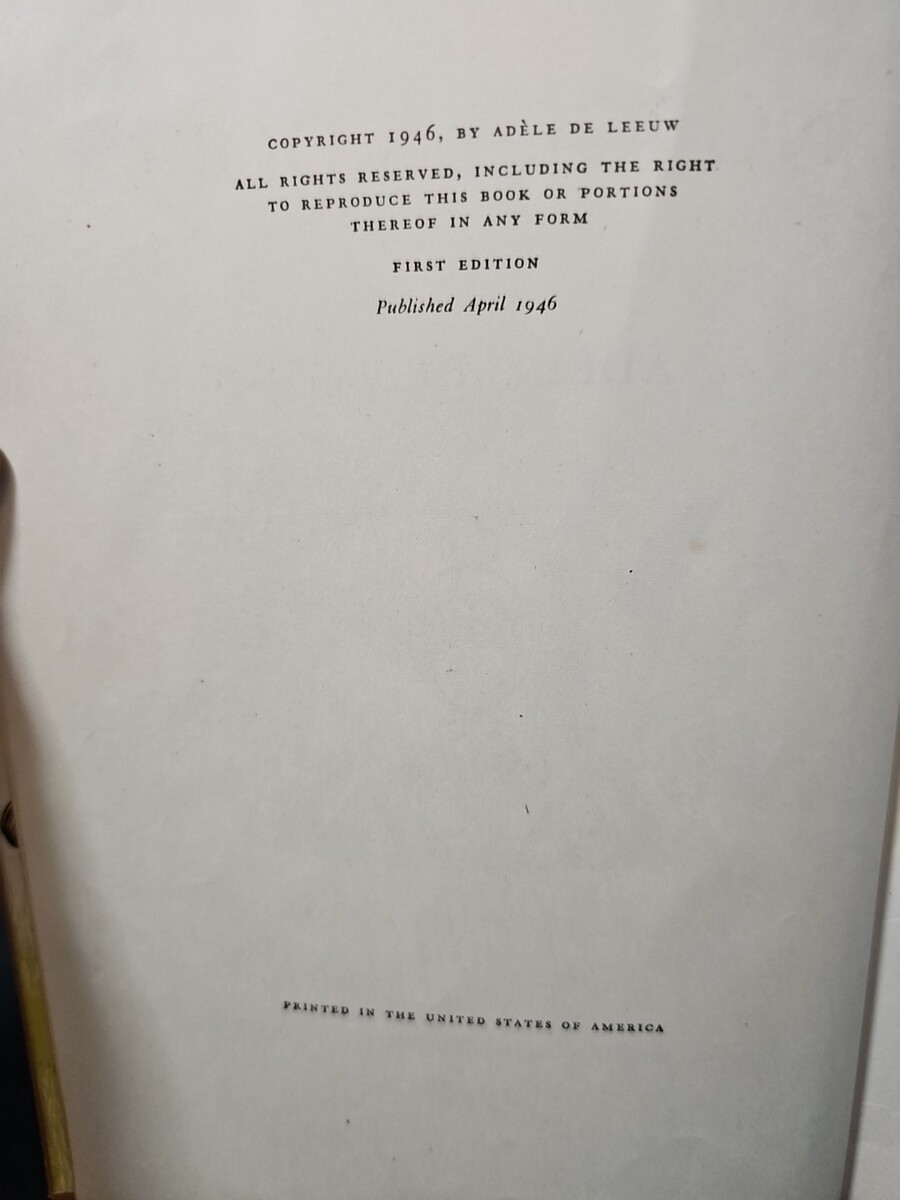 COPYRIGHT 1946, BY ADÈLE DE LEEUW
ALL RIGHTS RESERVED, INCLUDING THE RIGHT
TO REPRODUCE THIS BOOK OR PORTIONS
THEREOF IN ANY FORM
FIRST EDITION
Published April 1946
PRINTED IN THE UNITED STATES OF AMERICA